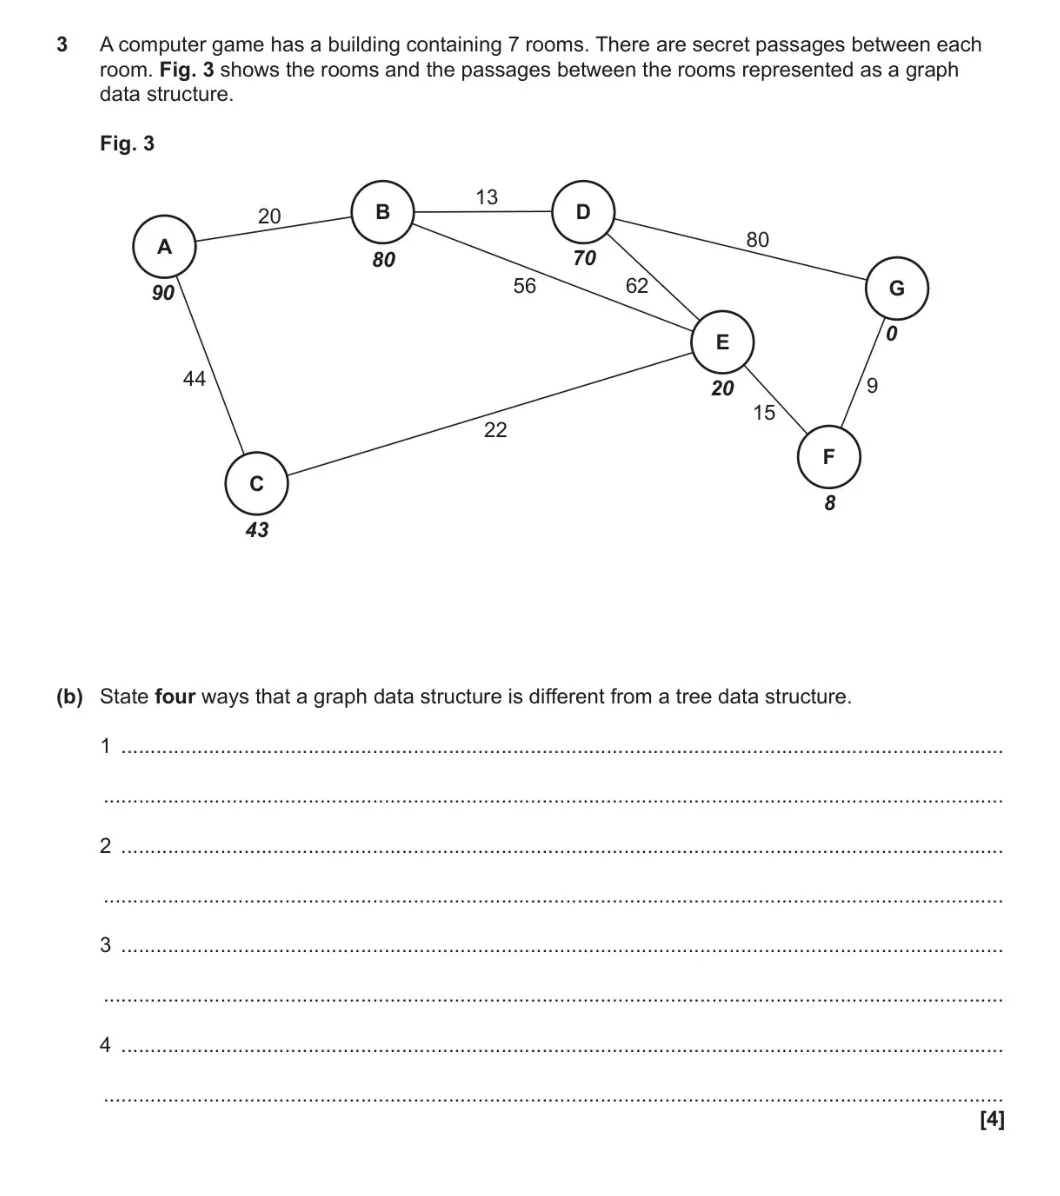 3 A computer game has a building containing 7 rooms. There are secret passages between each
room. Fig. 3 shows the rooms and the passages between the rooms represented as a graph
data structure.
Fig. 3
A
90
B
80
D
70
G
0
E
20
F
8
C
43
20
13
80
56
62
44
22
15
9
(b) State four ways that a graph data structure is different from a tree data structure.
1 ........................................................................
........................................................................
2 ........................................................................
........................................................................
3 ........................................................................
........................................................................
4 ........................................................................
........................................................................
[4]